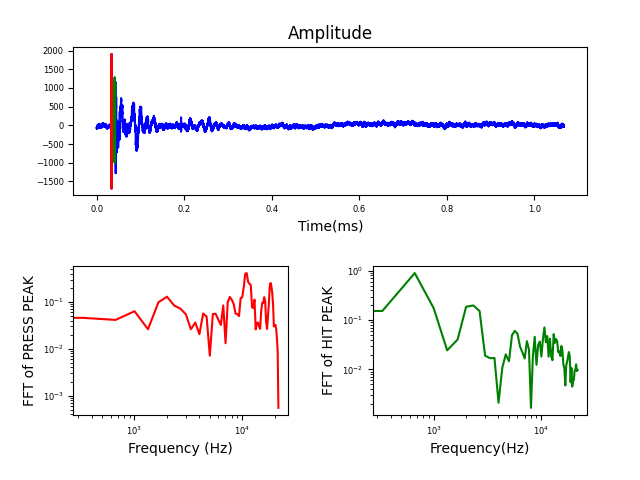 Amplitude
2000
1500
1000
500
0
−500
−1000
−1500
0.0 0.2 0.4 0.6 0.8 1.0
Time(ms)
FFT of PRESS PEAK
10⁻¹
10⁻²
10⁻³
10³ 10⁴
Frequency (Hz)
FFT of HIT PEAK
10⁰
10⁻¹
10⁻²
10³ 10⁴
Frequency(Hz)